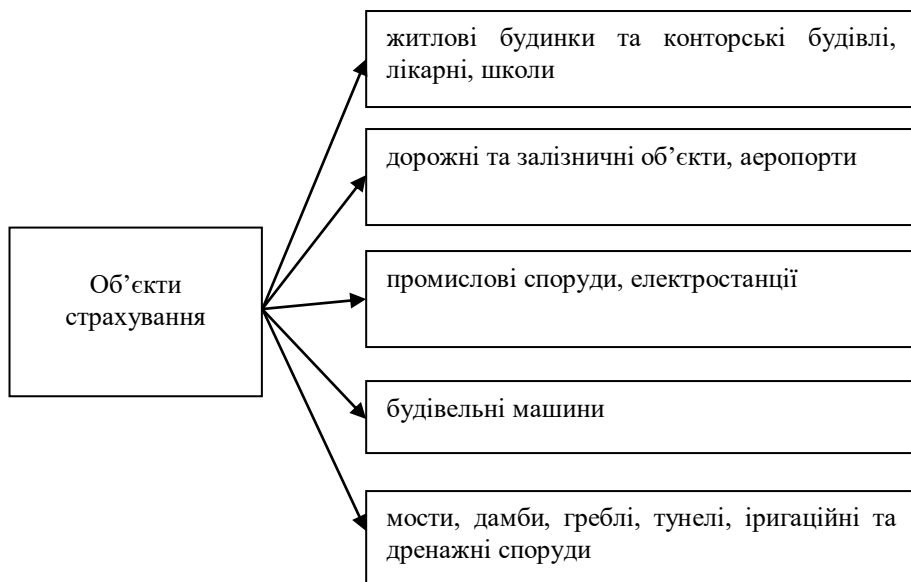 житлові будинки та конторські будівлі,
лікарні, школи
дорожні та залізничні об’єкти, аеропорти
Об’єкти
страхування
промислові споруди, електростанції
будівельні машини
мости, дамби, греблі, тунелі, іригаційні та
дренажні споруди